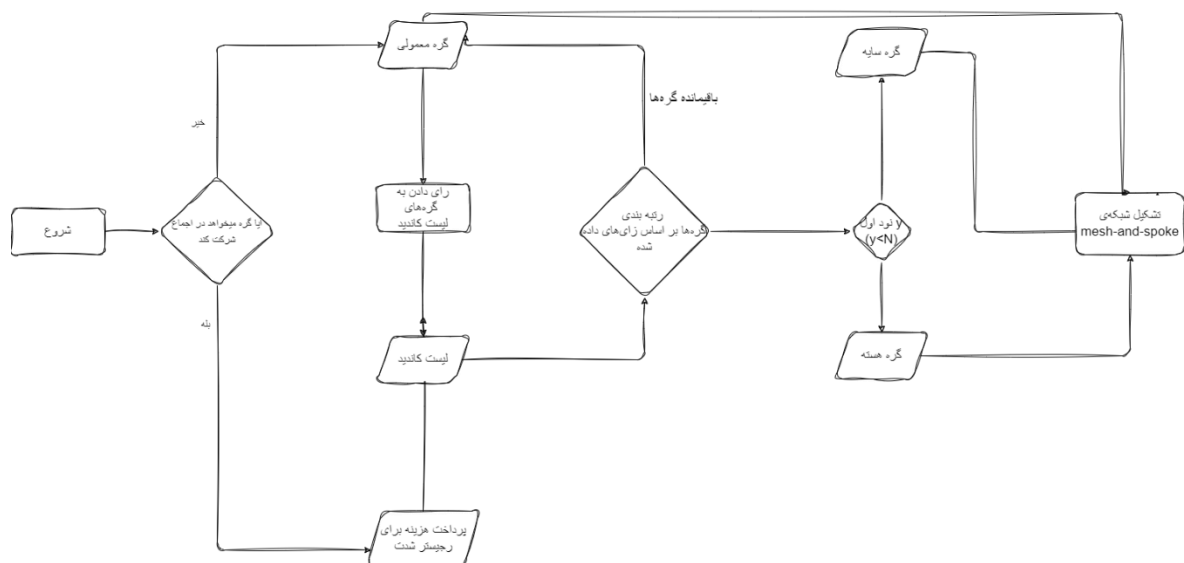 گره معمولی
گره سایه
باقیمانده گره‌ها
خیر
رای دادن به
گره‌های
لیست کاندید
آیا گره میخواهد در اجماع
شرکت کند
شروع
رتبه بندی
گره‌ها بر اساس زای‌های داده
شده
y نود اول
(y<N)
تشکیل شبکه‌ی
mesh-and-spoke
بله
لیست کاندید
گره هسته
پرداخت هزینه برای
رجیستر شدت